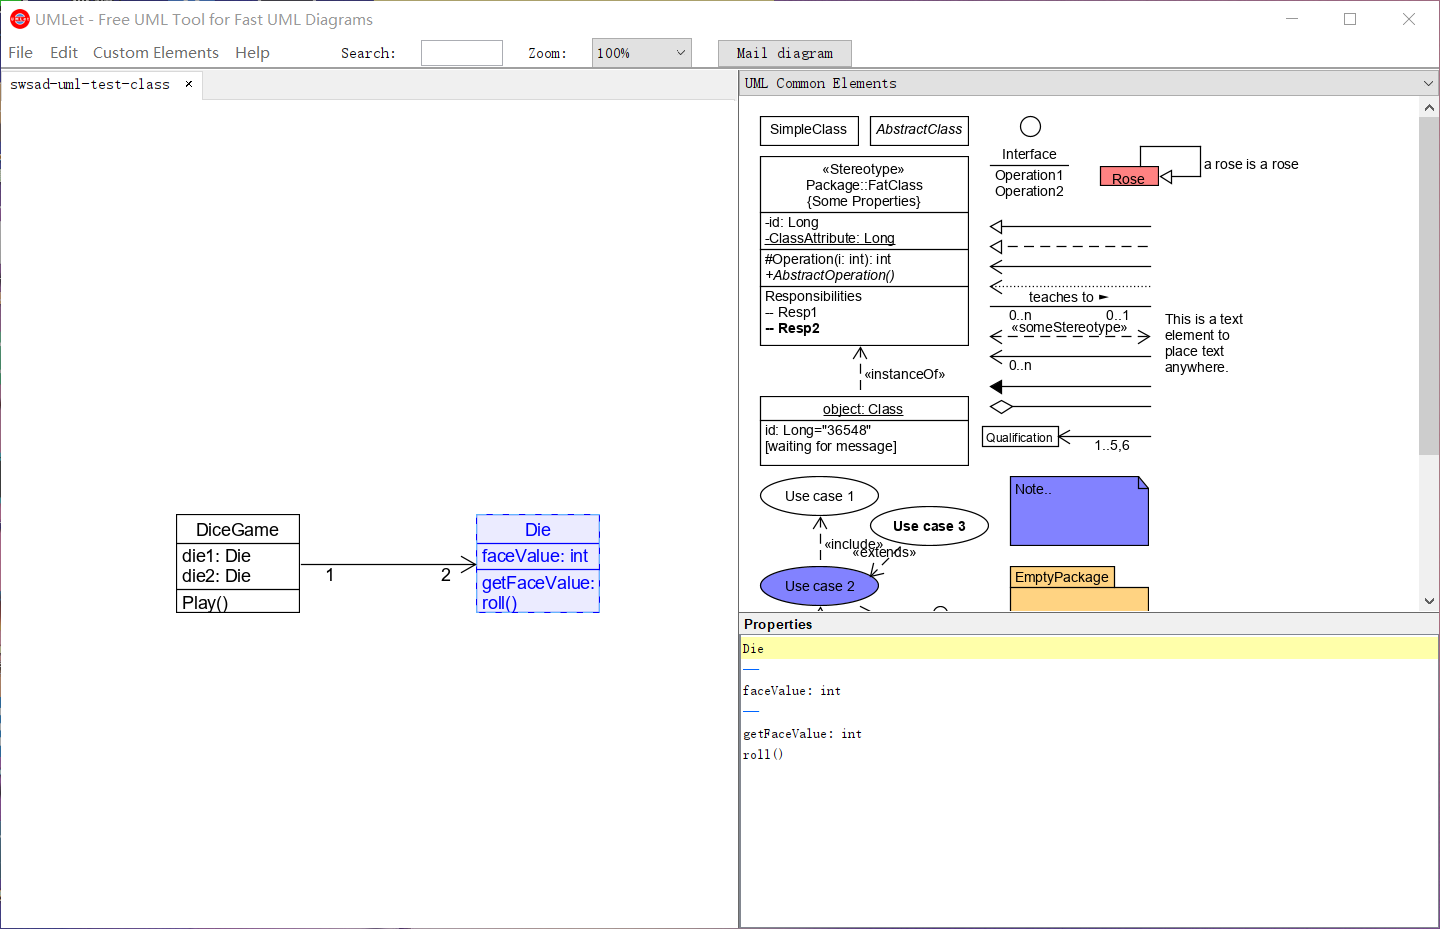 UMLet - Free UML Tool for Fast UML Diagrams
File Edit Custom Elements Help Search: Zoom: 100% Mail diagram
swsad-uml-test-class ×
DiceGame
die1: Die
die2: Die
Play()
1 2
Die
faceValue: int
getFaceValue:
roll()
UML Common Elements
SimpleClass
AbstractClass
«Stereotype»
Package::FatClass
{Some Properties}
-id: Long
-ClassAttribute: Long
#Operation(i: int): int
+AbstractOperation()
Responsibilities
-- Resp1
-- Resp2
«instanceOf»
object: Class
id: Long="36548"
[waiting for message]
Interface
Operation1
Operation2
Rose
a rose is a rose
teaches to ►
0..n 0..1
«someStereotype»
0..n
This is a text
element to
place text
anywhere.
Qualification
1..5,6
Use case 1
Use case 3
«include»
«extends»
Use case 2
Note..
EmptyPackage
Properties
Die
--
faceValue: int
--
getFaceValue: int
roll()